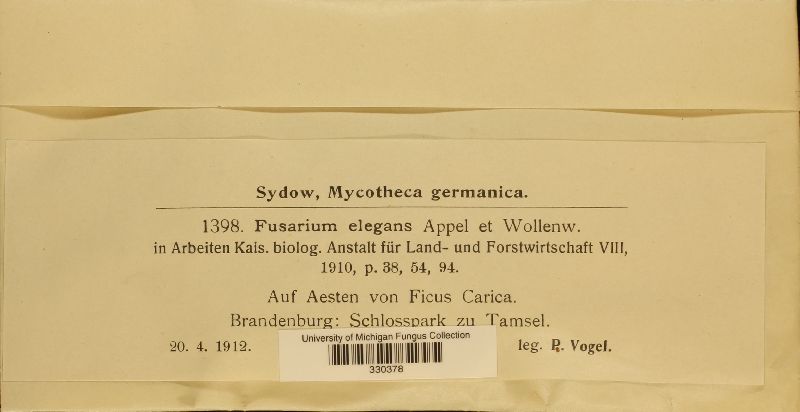 Sydow, Mycotheca germanica.
1398. Fusarium elegans Appel et Wollenw.
in Arbeiten Kais. biolog. Anstalt für Land- und Forstwirtschaft VIII,
1910, p. 38, 54, 94.
Auf Aesten von Ficus Carica.
Brandenburg: Schlosspark zu Tamsel.
20. 4. 1912. leg. P. Vogel.
University of Michigan Fungus Collection
330378